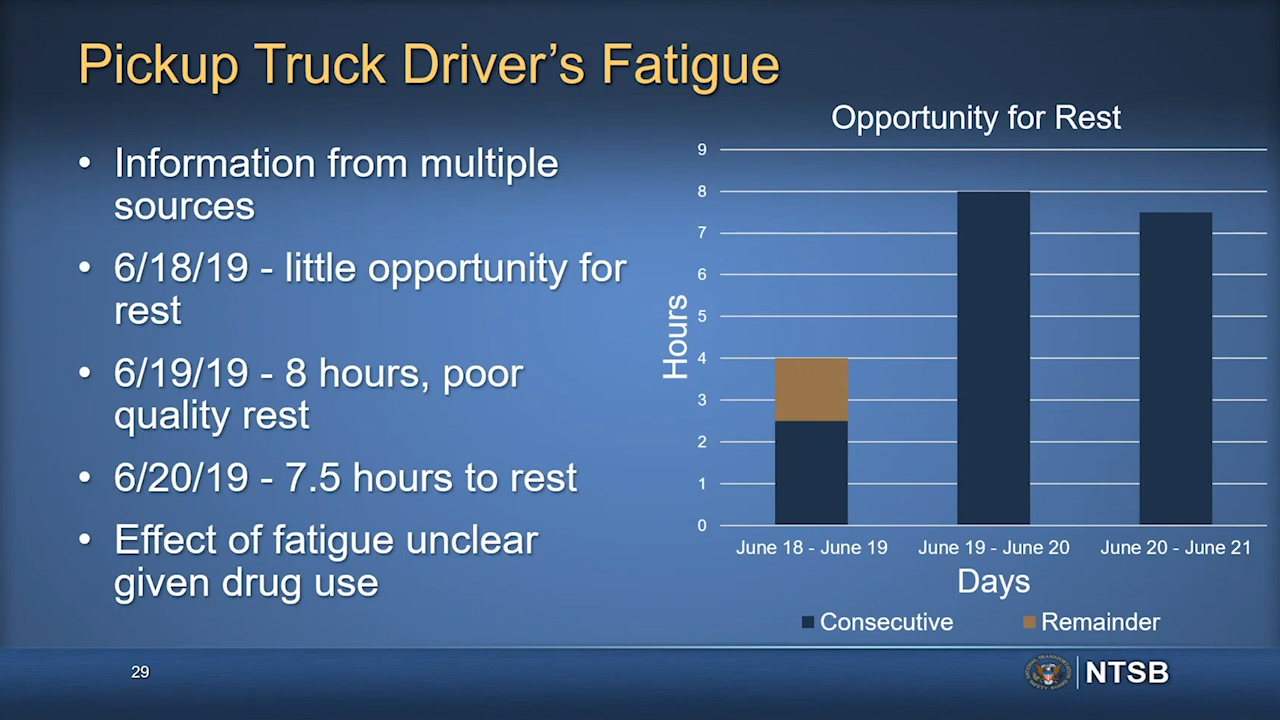 Pickup Truck Driver’s Fatigue
• Information from multiple
sources
• 6/18/19 - little opportunity for
rest
• 6/19/19 - 8 hours, poor
quality rest
• 6/20/19 - 7.5 hours to rest
• Effect of fatigue unclear
given drug use
Opportunity for Rest
Hours
9
8
7
6
5
4
3
2
1
0
June 18 - June 19
June 19 - June 20
June 20 - June 21
Days
Consecutive
Remainder
29
NTSB